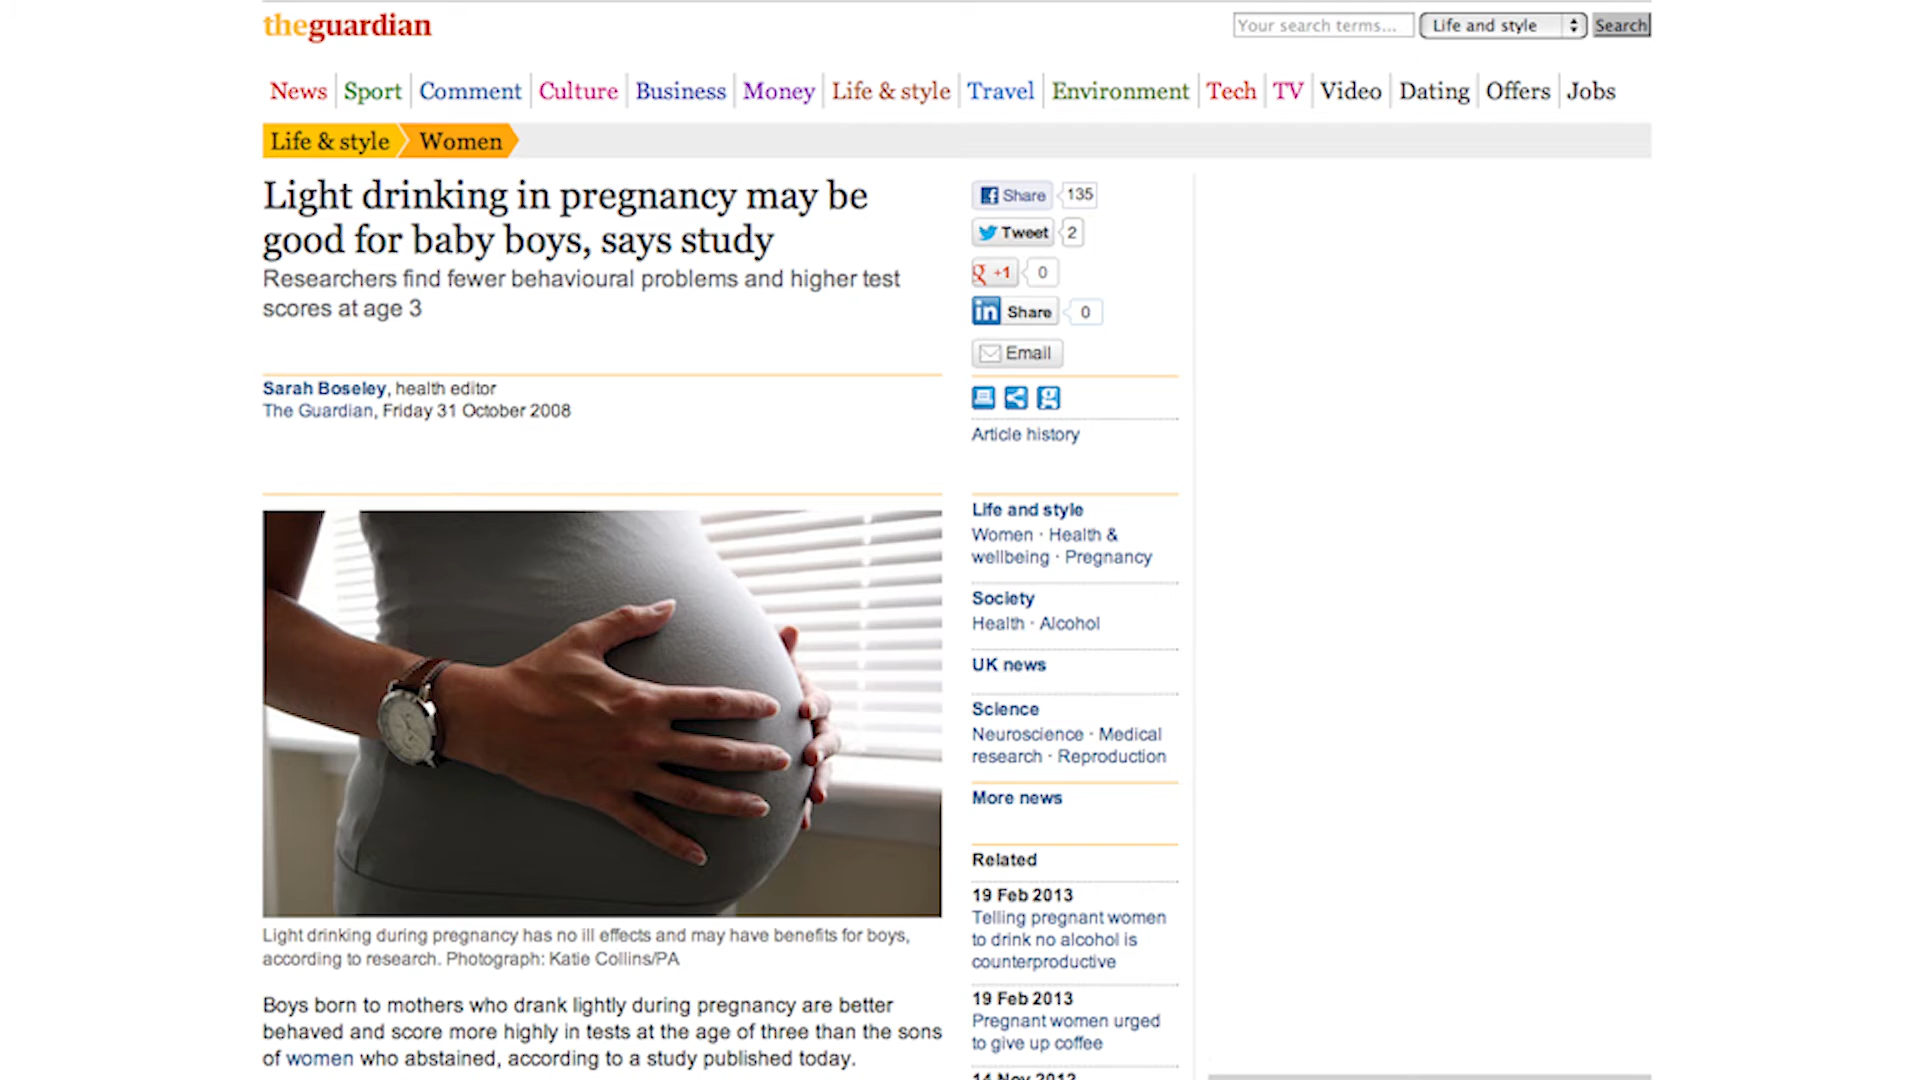 theguardian
Your search terms...
Life and style
Search
News
Sport
Comment
Culture
Business
Money
Life & style
Travel
Environment
Tech
TV
Video
Dating
Offers
Jobs
Life & style
Women
Light drinking in pregnancy may be
good for baby boys, says study
Researchers find fewer behavioural problems and higher test
scores at age 3
Sarah Boseley, health editor
The Guardian, Friday 31 October 2008
Light drinking during pregnancy has no ill effects and may have benefits for boys,
according to research. Photograph: Katie Collins/PA
Boys born to mothers who drank lightly during pregnancy are better
behaved and score more highly in tests at the age of three than the sons
of women who abstained, according to a study published today.
Share 135
Tweet 2
+1 0
in Share 0
Email
Article history
Life and style
Women · Health &
wellbeing · Pregnancy
Society
Health · Alcohol
UK news
Science
Neuroscience · Medical
research · Reproduction
More news
Related
19 Feb 2013
Telling pregnant women
to drink no alcohol is
counterproductive
19 Feb 2013
Pregnant women urged
to give up coffee
14 Nov 2012